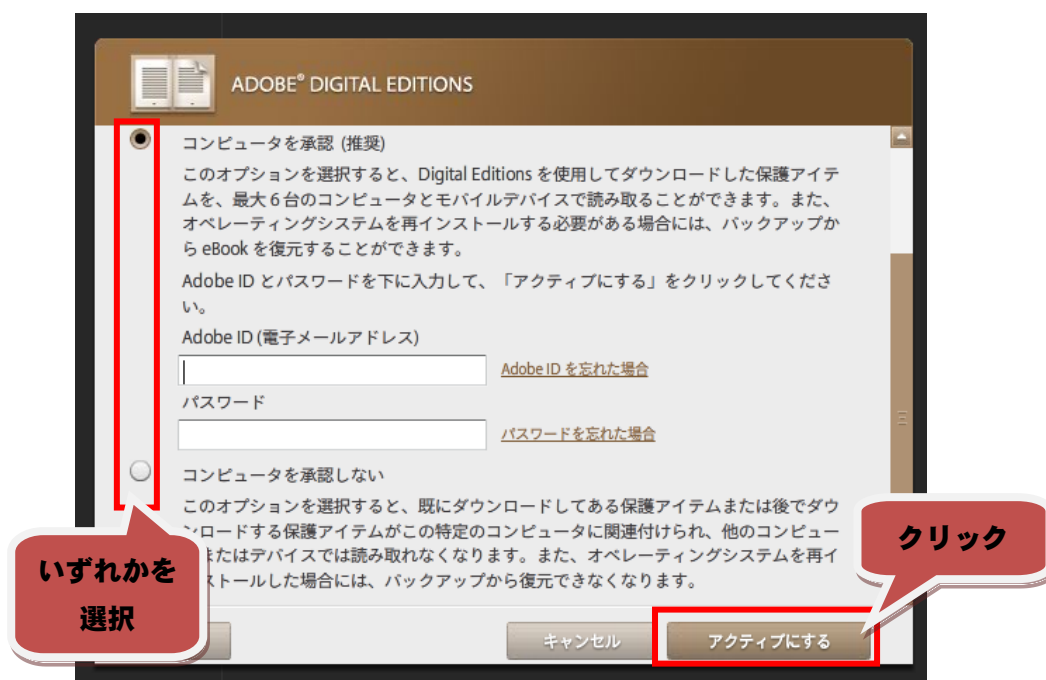 ADOBE® DIGITAL EDITIONS
コンピュータを承認 (推奨)
このオプションを選択すると、Digital Editions を使用してダウンロードした保護アイテ
ムを、最大 6 台のコンピュータとモバイルデバイスで読み取ることができます。また、
オペレーティングシステムを再インストールする必要がある場合には、バックアップか
ら eBook を復元することができます。
Adobe ID とパスワードを下に入力して、「アクティブにする」をクリックしてくださ
い。
Adobe ID (電子メールアドレス)
Adobe ID を忘れた場合
パスワード
パスワードを忘れた場合
コンピュータを承認しない
このオプションを選択すると、既にダウンロードしてある保護アイテムまたは後でダウ
ンロードする保護アイテムがこの特定のコンピュータに関連付けられ、他のコンピュー
またはデバイスでは読み取れなくなります。また、オペレーティングシステムを再イ
ストールした場合には、バックアップから復元できなくなります。
いずれかを
選択
クリック
キャンセル
アクティブにする